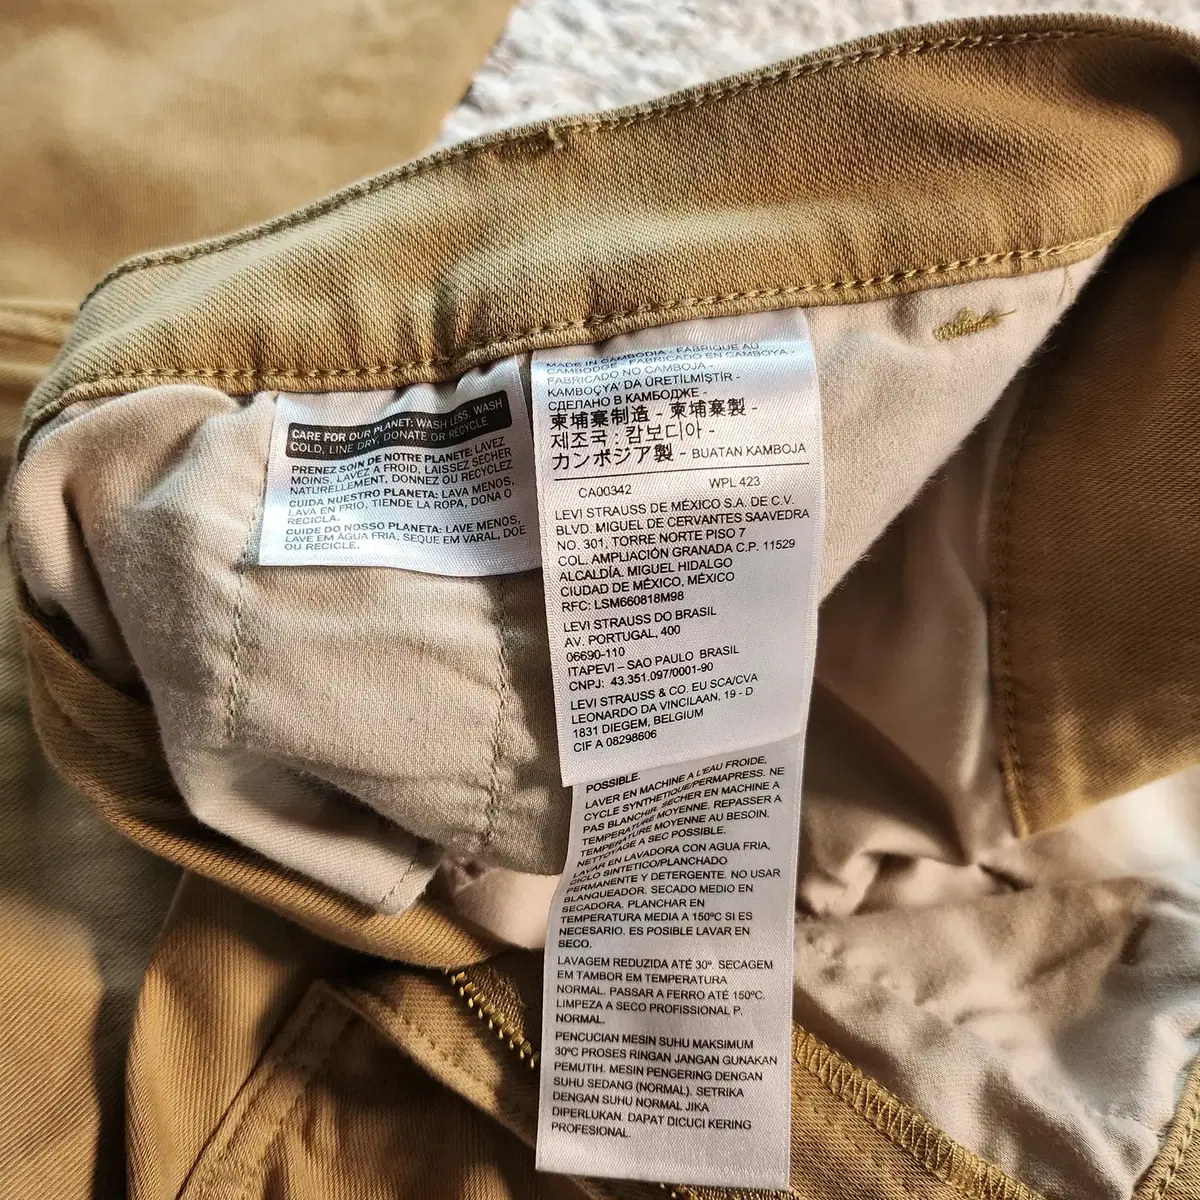 CARE FOR OUR PLANET: WASH LESS, WASH
COLD, LINE DRY, DONATE OR RECYCLE
PRENEZ SOIN DE NOTRE PLANETE: LAVEZ
MOINS, LAVEZ A FROID, LAISSEZ SECHER
NATURELLEMENT, DONNEZ OU RECYCLEZ
CUIDA NUESTRO PLANETA: LAVA MENOS,
LAVA EN FRIO, TIENDE LA ROPA, DONA O
RECICLA.
CUIDE DO NOSSO PLANETA: LAVE MENOS,
LAVE EM ÁGUA FRIA, SEQUE EM VARAL, DOE
OU RECICLE.
MADE IN CAMBODIA - FABRIQUE AU
CAMBODGE - FABRICADO EN CAMBOYA -
FABRICADO NO CAMBOJA -
KAMBOÇYA' DA ÜRETİLMİŞTİR -
СДЕЛАНО В КАМБОДЖЕ -
柬埔寨制造 - 柬埔寨製 -
제조국 : 캄보디아 -
カンボジア製 - BUATAN KAMBOJA
CA00342 WPL 423
LEVI STRAUSS DE MÉXICO S.A. DE C.V.
BLVD. MIGUEL DE CERVANTES SAAVEDRA
NO. 301, TORRE NORTE PISO 7
COL. AMPLIACIÓN GRANADA C.P. 11529
ALCALDÍA. MIGUEL HIDALGO
CIUDAD DE MÉXICO, MÉXICO
RFC: LSM660818M98
LEVI STRAUSS DO BRASIL
AV. PORTUGAL, 400
06690-110
ITAPEVI – SAO PAULO BRASIL
CNPJ: 43.351.097/0001-90
LEVI STRAUSS & CO. EU SCA/CVA
LEONORDO DA VINCILAAN, 19 - D
1831 DIEGEM, BELGIUM
CIF A 08298606
POSSIBLE.
LAVER EN MACHINE A L'EAU FROIDE,
CYCLE SYNTHETIQUE/PERMAPRESS. NE
PAS BLANCHIR. SECHER EN MACHINE A
TEMPERATURE MOYENNE. REPASSER A
TEMPERATURE MOYENNE AU BESOIN.
NETTOYAGE A SEC POSSIBLE.
LAVAR EN LAVADORA CON AGUA FRIA,
CICLO SINTETICO/PLANCHADO
PERMANENTE Y DETERGENTE. NO USAR
BLANQUEADOR. SECADO MEDIO EN
SECADORA. PLANCHAR EN
TEMPERATURA MEDIA A 150ºC SI ES
NECESARIO. ES POSIBLE LAVAR EN
SECO.
LAVAGEM REDUZIDA ATÉ 30º. SECAGEM
EM TAMBOR EM TEMPERATURA
NORMAL. PASSAR A FERRO ATÉ 150ºC.
LIMPEZA A SECO PROFISSIONAL P.
NORMAL.
PENCUCIAN MESIN SUHU MAKSIMUM
30ºC PROSES RINGAN JANGAN GUNAKAN
PEMUTIH. MESIN PENGERING DENGAN
SUHU SEDANG (NORMAL). SETRIKA
DENGAN SUHU NORMAL JIKA
DIPERLUKAN. DAPAT DICUCI KERING
PROFESIONAL.